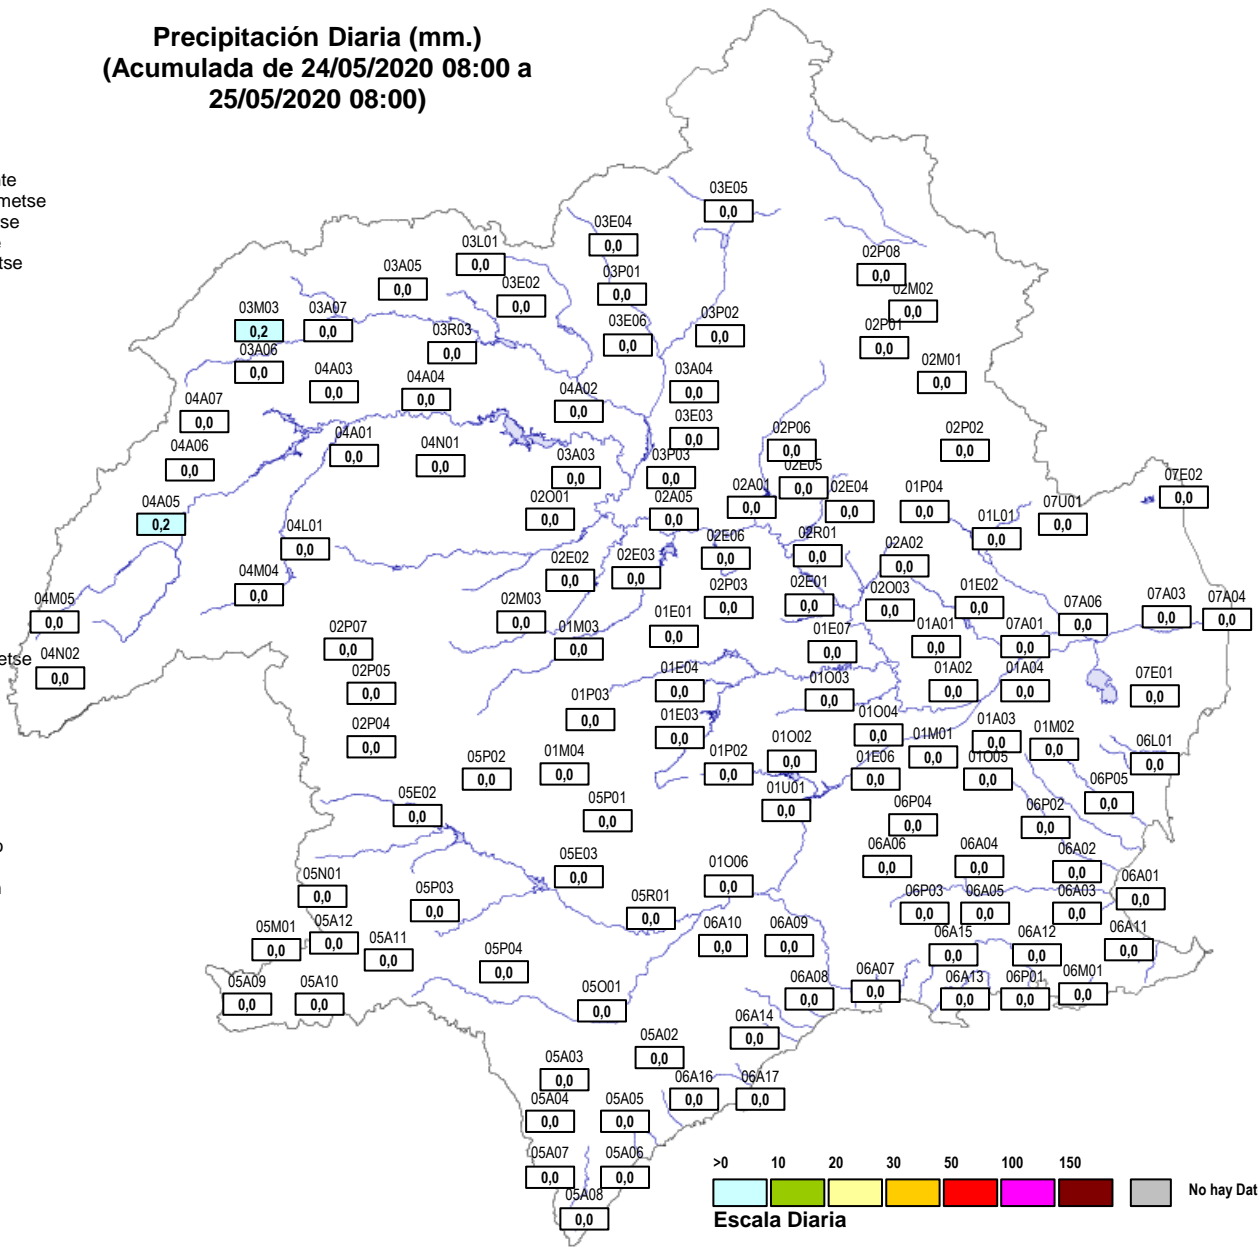 Precipitación Diaria (mm.)
(Acumulada de 24/05/2020 08:00 a
25/05/2020 08:00)
te
metse
se
tse
03E05
0,0
03E04
0,0
03L01
0,0
02P08
0,0
03A05
0,0
03P01
0,0
03E02
0,0
02M02
0,0
03M03
0,2
03A07
0,0
03P02
0,0
03E06
0,0
03R03
0,0
02P01
0,0
03A06
0,0
02M01
0,0
04A03
0,0
04A04
0,0
03A04
0,0
04A02
0,0
04A07
0,0
03E03
0,0
02P06
0,0
02P02
0,0
04A01
0,0
04A06
0,0
04N01
0,0
03A03
0,0
03P03
0,0
02E05
0,0
07E02
0,0
02A01
0,0
02E04
0,0
01P04
0,0
04A05
0,2
02O01
0,0
02A05
0,0
07U01
0,0
01L01
0,0
04L01
0,0
02E06
0,0
02R01
0,0
02A02
0,0
02E02
0,0
02E03
0,0
04M04
0,0
02P03
0,0
02E01
0,0
02O03
0,0
01E02
0,0
04M05
0,0
02M03
0,0
01E01
0,0
07A06
0,0
07A03
0,0
07A04
0,0
02P07
0,0
01M03
0,0
01E07
0,0
01A01
0,0
07A01
0,0
etse
04N02
0,0
02P05
0,0
01E04
0,0
01O03
0,0
01A02
0,0
01A04
0,0
07E01
0,0
01P03
0,0
01E03
0,0
02P04
0,0
01O04
0,0
01A03
0,0
01M02
0,0
01M01
0,0
05P02
0,0
01M04
0,0
01P02
0,0
01O02
0,0
01E06
0,0
01O05
0,0
06L01
0,0
05E02
0,0
05P01
0,0
01U01
0,0
06P04
0,0
06P02
0,0
06P05
0,0
o
05E03
0,0
01O06
0,0
06A06
0,0
06A04
0,0
06A02
0,0
05N01
0,0
05P03
0,0
05R01
0,0
06P03
0,0
06A05
0,0
06A03
0,0
06A01
0,0
05M01
0,0
05A12
0,0
05A11
0,0
05P04
0,0
06A10
0,0
06A09
0,0
06A15
0,0
06A12
0,0
06A11
0,0
05A09
0,0
05A10
0,0
05O01
0,0
06A08
0,0
06A07
0,0
06A13
0,0
06P01
0,0
06M01
0,0
05A02
0,0
06A14
0,0
05A03
0,0
06A16
0,0
06A17
0,0
05A04
0,0
05A05
0,0
05A07
0,0
05A06
0,0
05A08
0,0
>0 10 20 30 50 100 150
No hay Dat
Escala Diaria